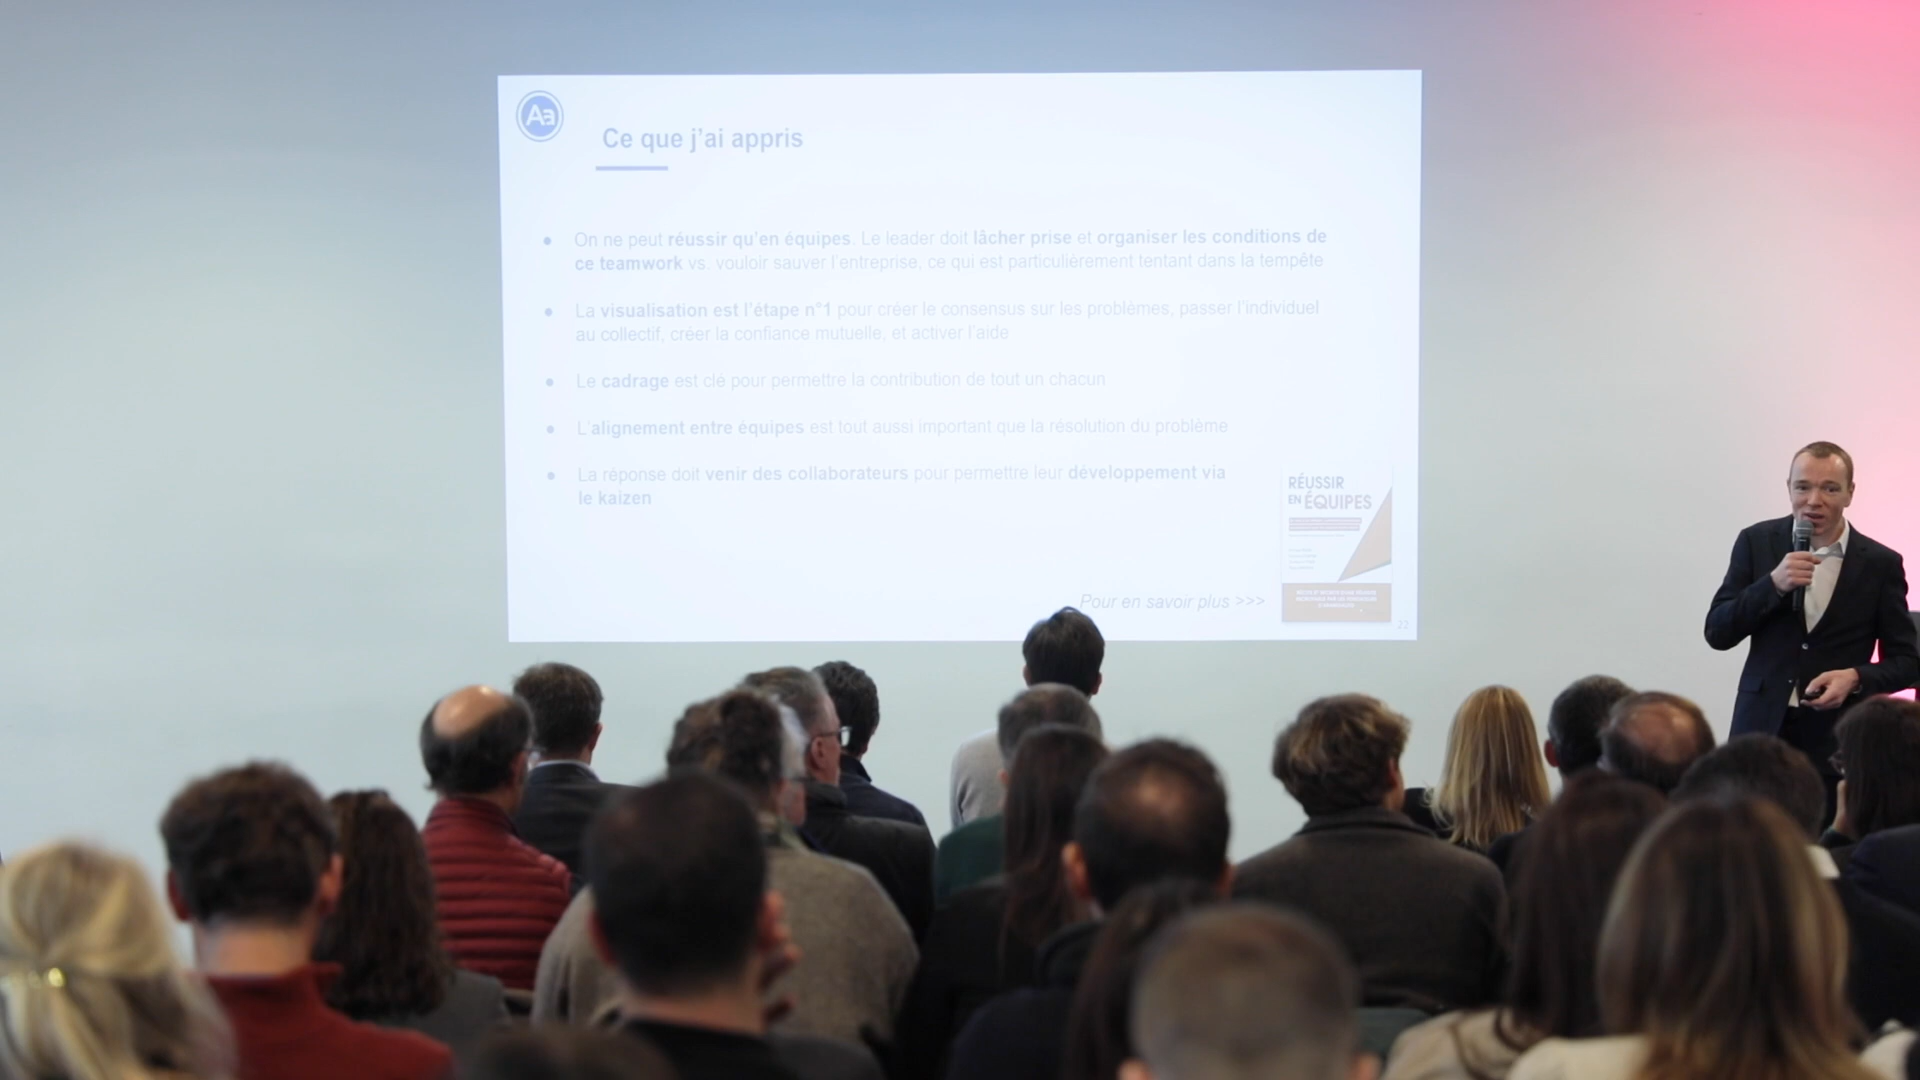 Aa
Ce que j'ai appris
● On ne peut réussir qu'en équipes. Le leader doit lâcher prise et organiser les conditions de
ce teamwork vs. vouloir sauver l'entreprise, ce qui est particulièrement tentant dans la tempête
● La visualisation est l'étape n°1 pour créer le consensus sur les problèmes, passer l'individuel
au collectif, créer la confiance mutuelle, et activer l'aide
● Le cadrage est clé pour permettre la contribution de tout un chacun
● L'alignement entre équipes est tout aussi important que la résolution du problème
● La réponse doit venir des collaborateurs pour permettre leur développement via
le kaizen
RÉUSSIR
EN ÉQUIPES
Pour en savoir plus >>>
22